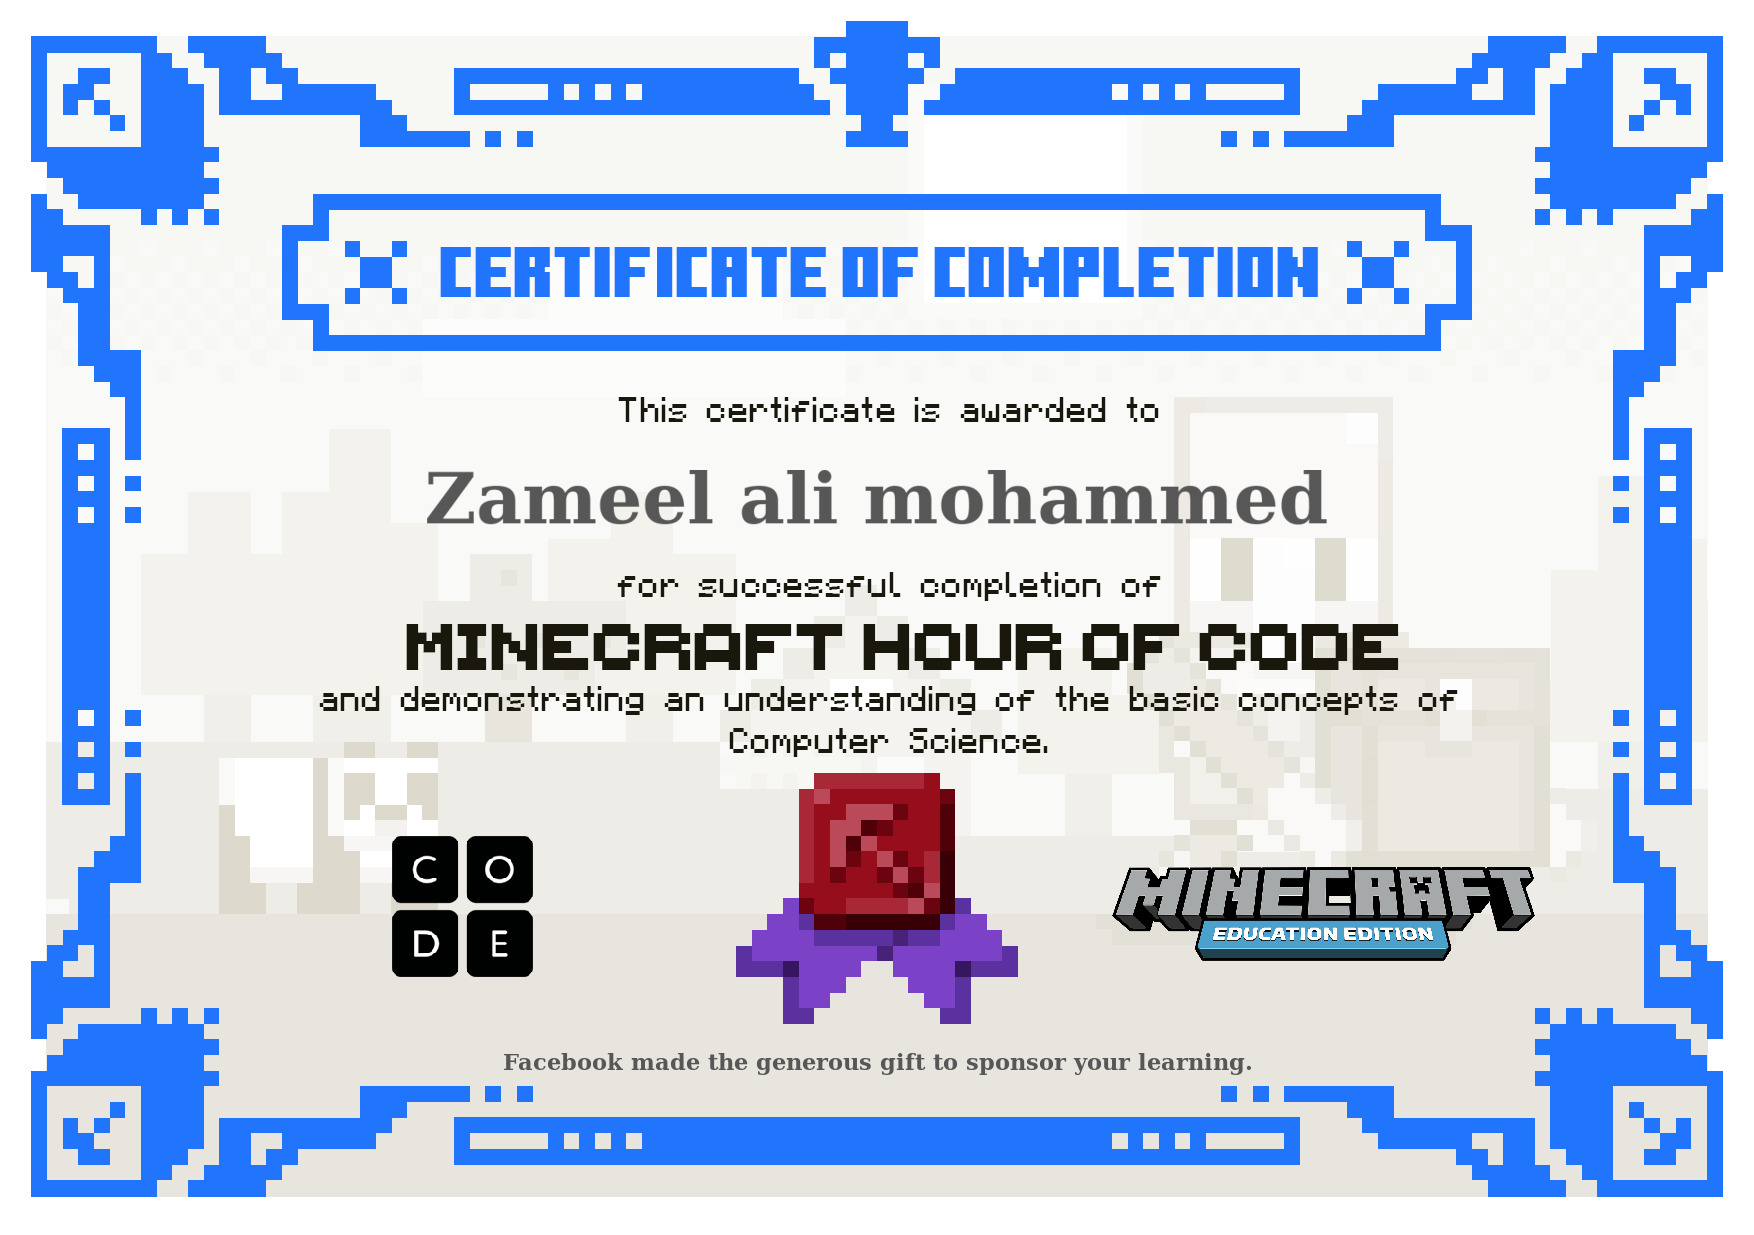 CERTIFICATE OF COMPLETION
This certificate is awarded to
Zameel ali mohammed
for successful completion of
MINECRAFT HOUR OF CODE
and demonstrating an understanding of the basic concepts of
Computer Science.
C O
D E
MINECRAFT
EDUCATION EDITION
Facebook made the generous gift to sponsor your learning.